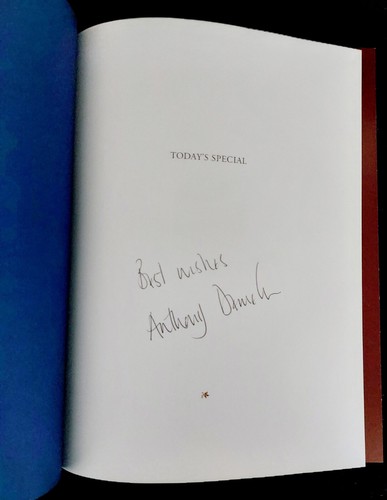 TODAY'S SPECIAL
Best wishes
Anthony Demetre